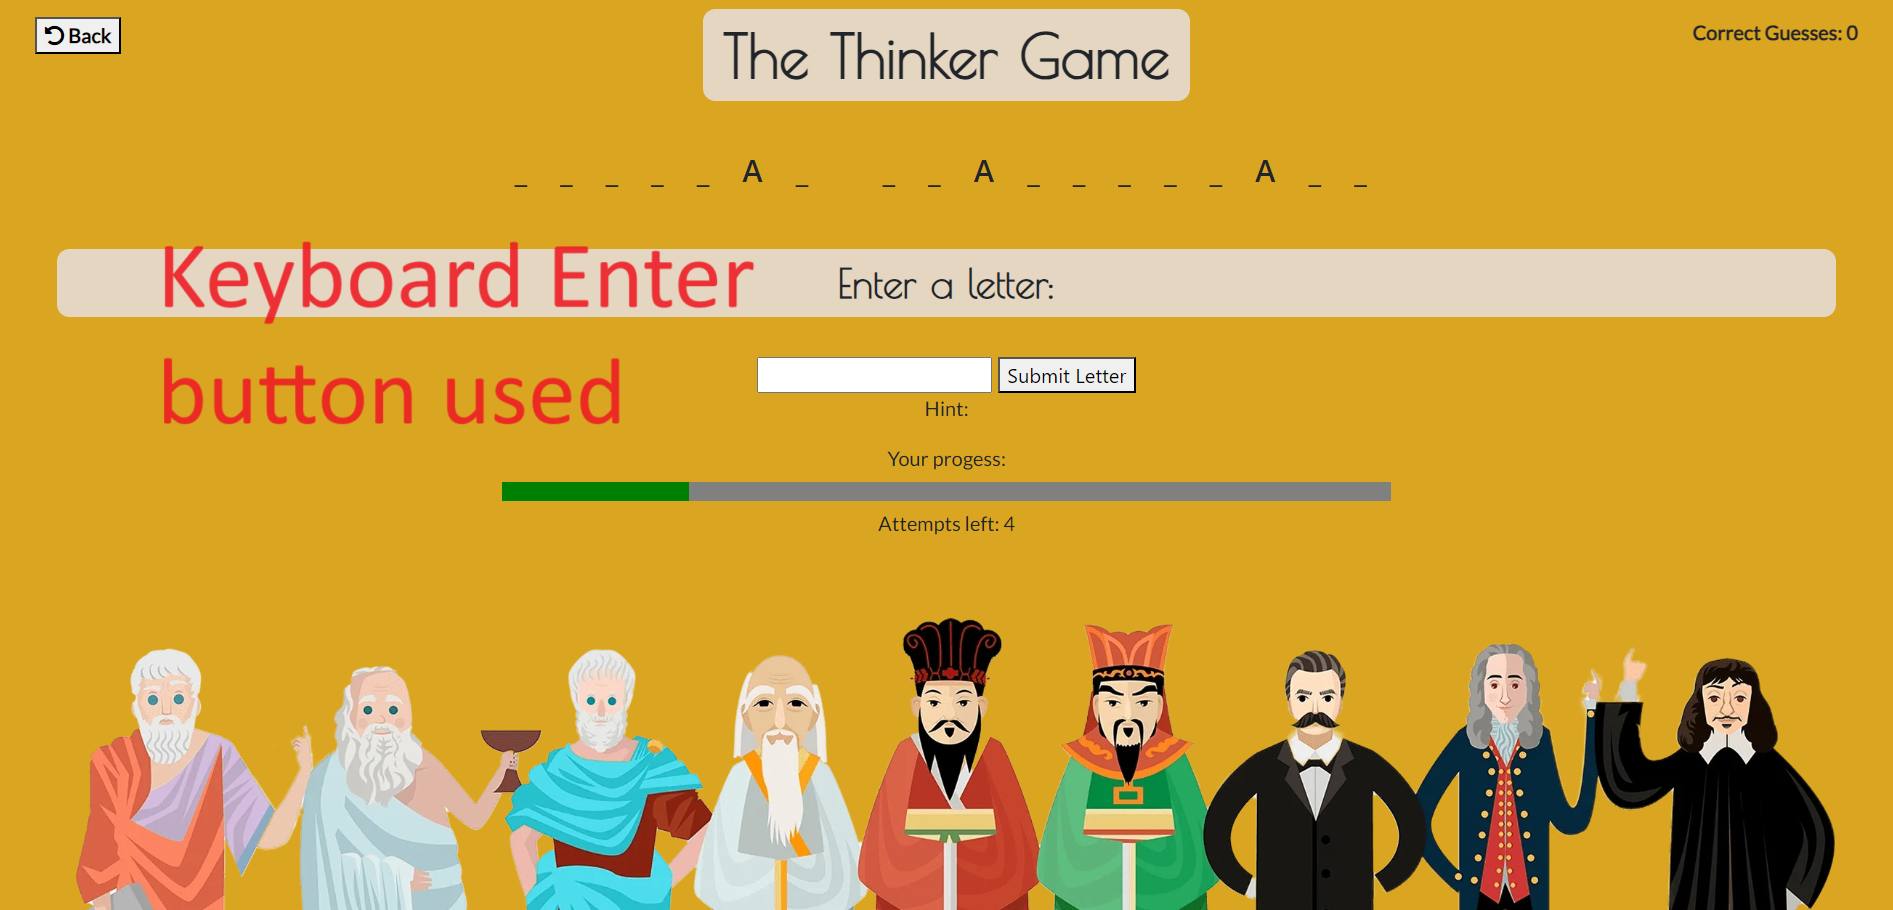 Back
The Thinker Game
Correct Guesses: 0
_ _ _ _ _ A _   _ _ A _ _ _ _ _ A _ _
Keyboard Enter
button used
Enter a letter:
Submit Letter
Hint:
Your progess:
Attempts left: 4